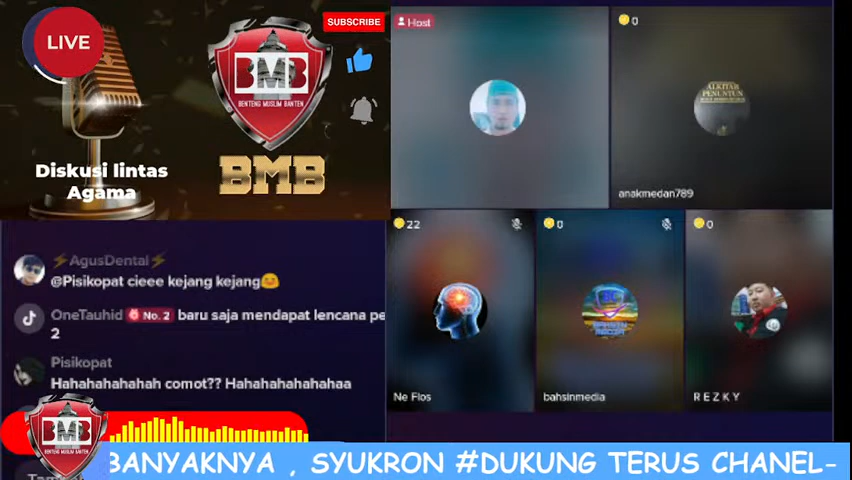 LIVE
Diskusi lintas
Agama
BMB
BENTENG MUSLIM BANTEN
BMB
SUBSCRIBE
Host
0
ALKITAB
PENUNTUN
anakmedan789
22
Ne Flos
0
bahsinmedia
0
R E Z K Y
⚡AgusDental⚡
@Pisikopat cieee kejang kejang😄
OneTauhid No. 2 baru saja mendapat lencana pe
2
Pisikopat
Hahahahahahah comot?? Hahahahahahahaa
BMB
BANYAKNYA , SYUKRON #DUKUNG TERUS CHANEL-